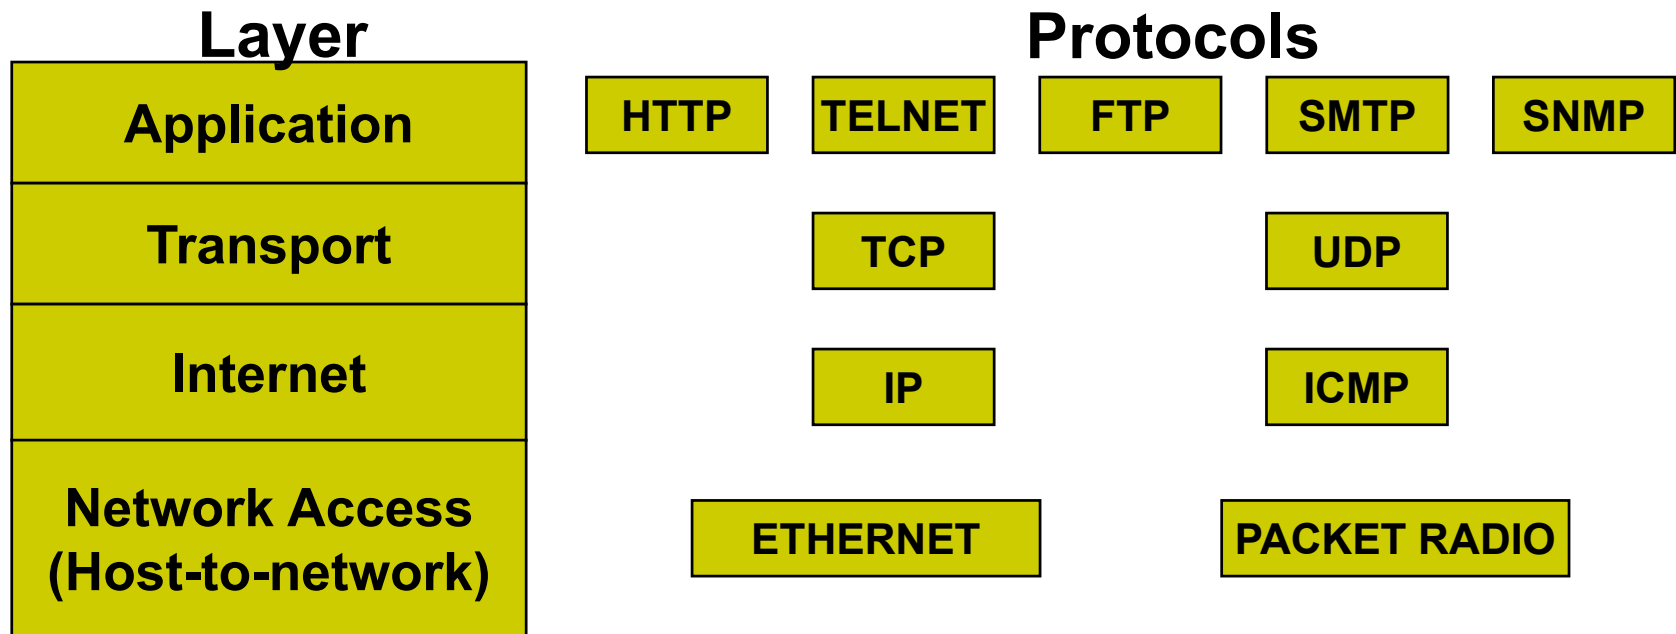 Layer
Protocols
Application
HTTP
TELNET
FTP
SMTP
SNMP
Transport
TCP
UDP
Internet
IP
ICMP
Network Access
(Host-to-network)
ETHERNET
PACKET RADIO